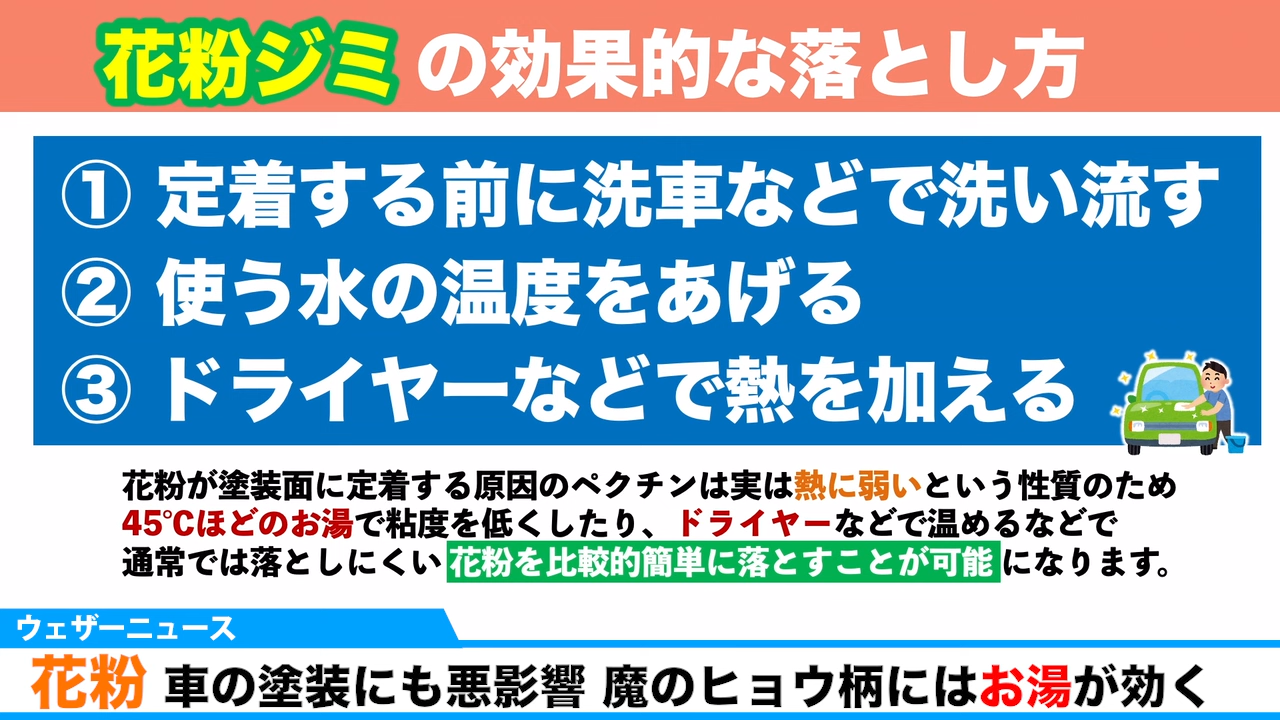 花粉ジミの効果的な落とし方
① 定着する前に洗車などで洗い流す
② 使う水の温度をあげる
③ ドライヤーなどで熱を加える
花粉が塗装面に定着する原因のペクチンは実は熱に弱いという性質のため
45℃ほどのお湯で粘度を低くしたり、ドライヤーなどで温めるなどで
通常では落としにくい花粉を比較的簡単に落とすことが可能になります。
ウェザーニュース
花粉 車の塗装にも悪影響 魔のヒョウ柄にはお湯が効く